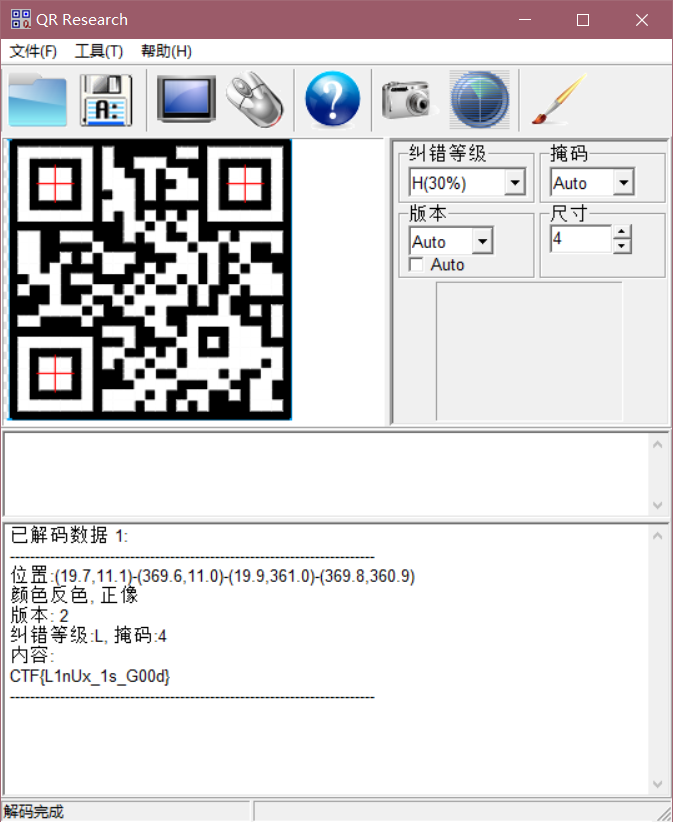 QR Research
文件(F) 工具(T) 帮助(H)
A:
?
纠错等级 掩码
H(30%) Auto
版本 尺寸
Auto 4
Auto
已解码数据 1:
--------------------------------------------------------------------------
位置:(19.7,11.1)-(369.6,11.0)-(19.9,361.0)-(369.8,360.9)
颜色反色, 正像
版本: 2
纠错等级:L, 掩码:4
内容:
CTF{L1nUx_1s_G00d}
--------------------------------------------------------------------------
解码完成